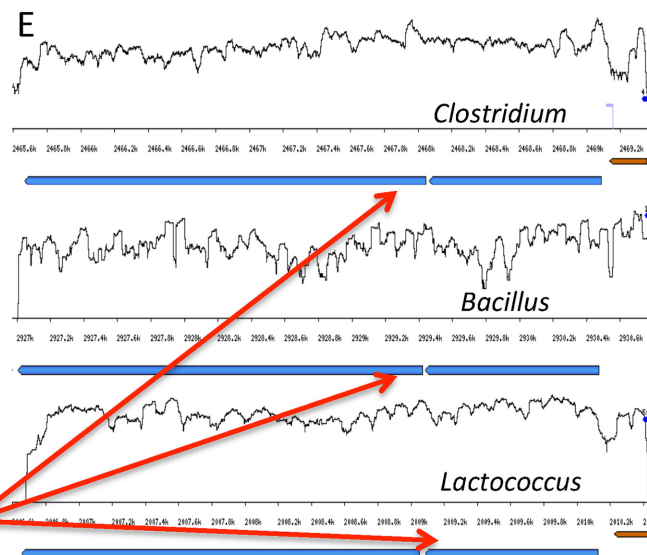 E
Clostridium
2465.6k 2465.8k 2466k 2466.2k 2466.4k 2466.6k 2466.8k 2467k 2467.2k 2467.4k 2467.6k 2467.8k 2468k 2468.2k 2468.4k 2468.6k 2468.8k 2469k 2469.2k
Bacillus
2927k 2927.2k 2927.4k 2927.6k 2927.8k 2928k 2928.2k 2928.4k 2928.6k 2928.8k 2929k 2929.2k 2929.4k 2929.6k 2929.8k 2930k 2930.2k 2930.4k 2930.6k
Lactococcus
2007k 2007.2k 2007.4k 2007.6k 2007.8k 2008k 2008.2k 2008.4k 2008.6k 2008.8k 2009k 2009.2k 2009.4k 2009.6k 2009.8k 2010k 2010.2k